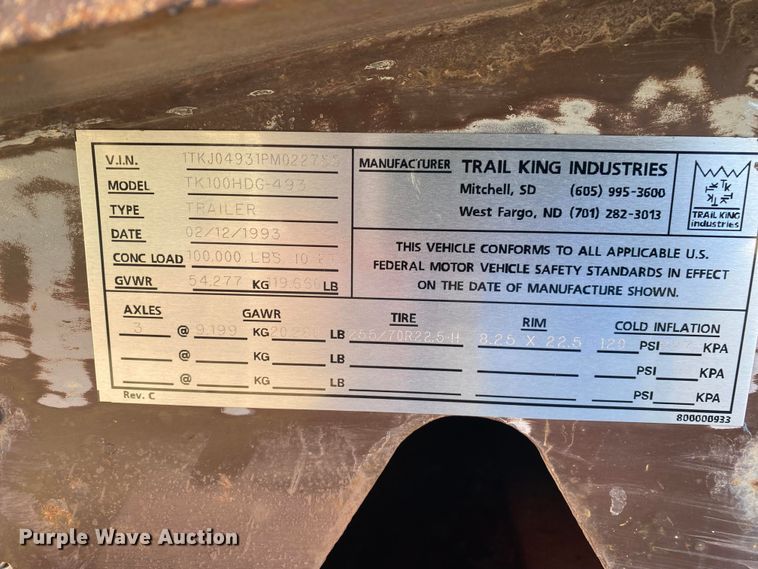 V.I.N.
MODEL TK100HDG-493
TYPE TRAILER
DATE 02/12/1993
CONC LOAD 100,000 LBS.
GVWR 54,277 KG LB
MANUFACTURER TRAIL KING INDUSTRIES
Mitchell, SD (605) 995-3600
West Fargo, ND (701) 282-3013
TK
TK TK
TRAIL KING
industries
THIS VEHICLE CONFORMS TO ALL APPLICABLE U.S.
FEDERAL MOTOR VEHICLE SAFETY STANDARDS IN EFFECT
ON THE DATE OF MANUFACTURE SHOWN.
AXLES GAWR TIRE RIM COLD INFLATION
3 @ 9,199 KG LB 8.25 X 22.5 PSI KPA
@ KG LB PSI KPA
@ KG LB PSI KPA
Rev. C
800000933
Purple Wave Auction